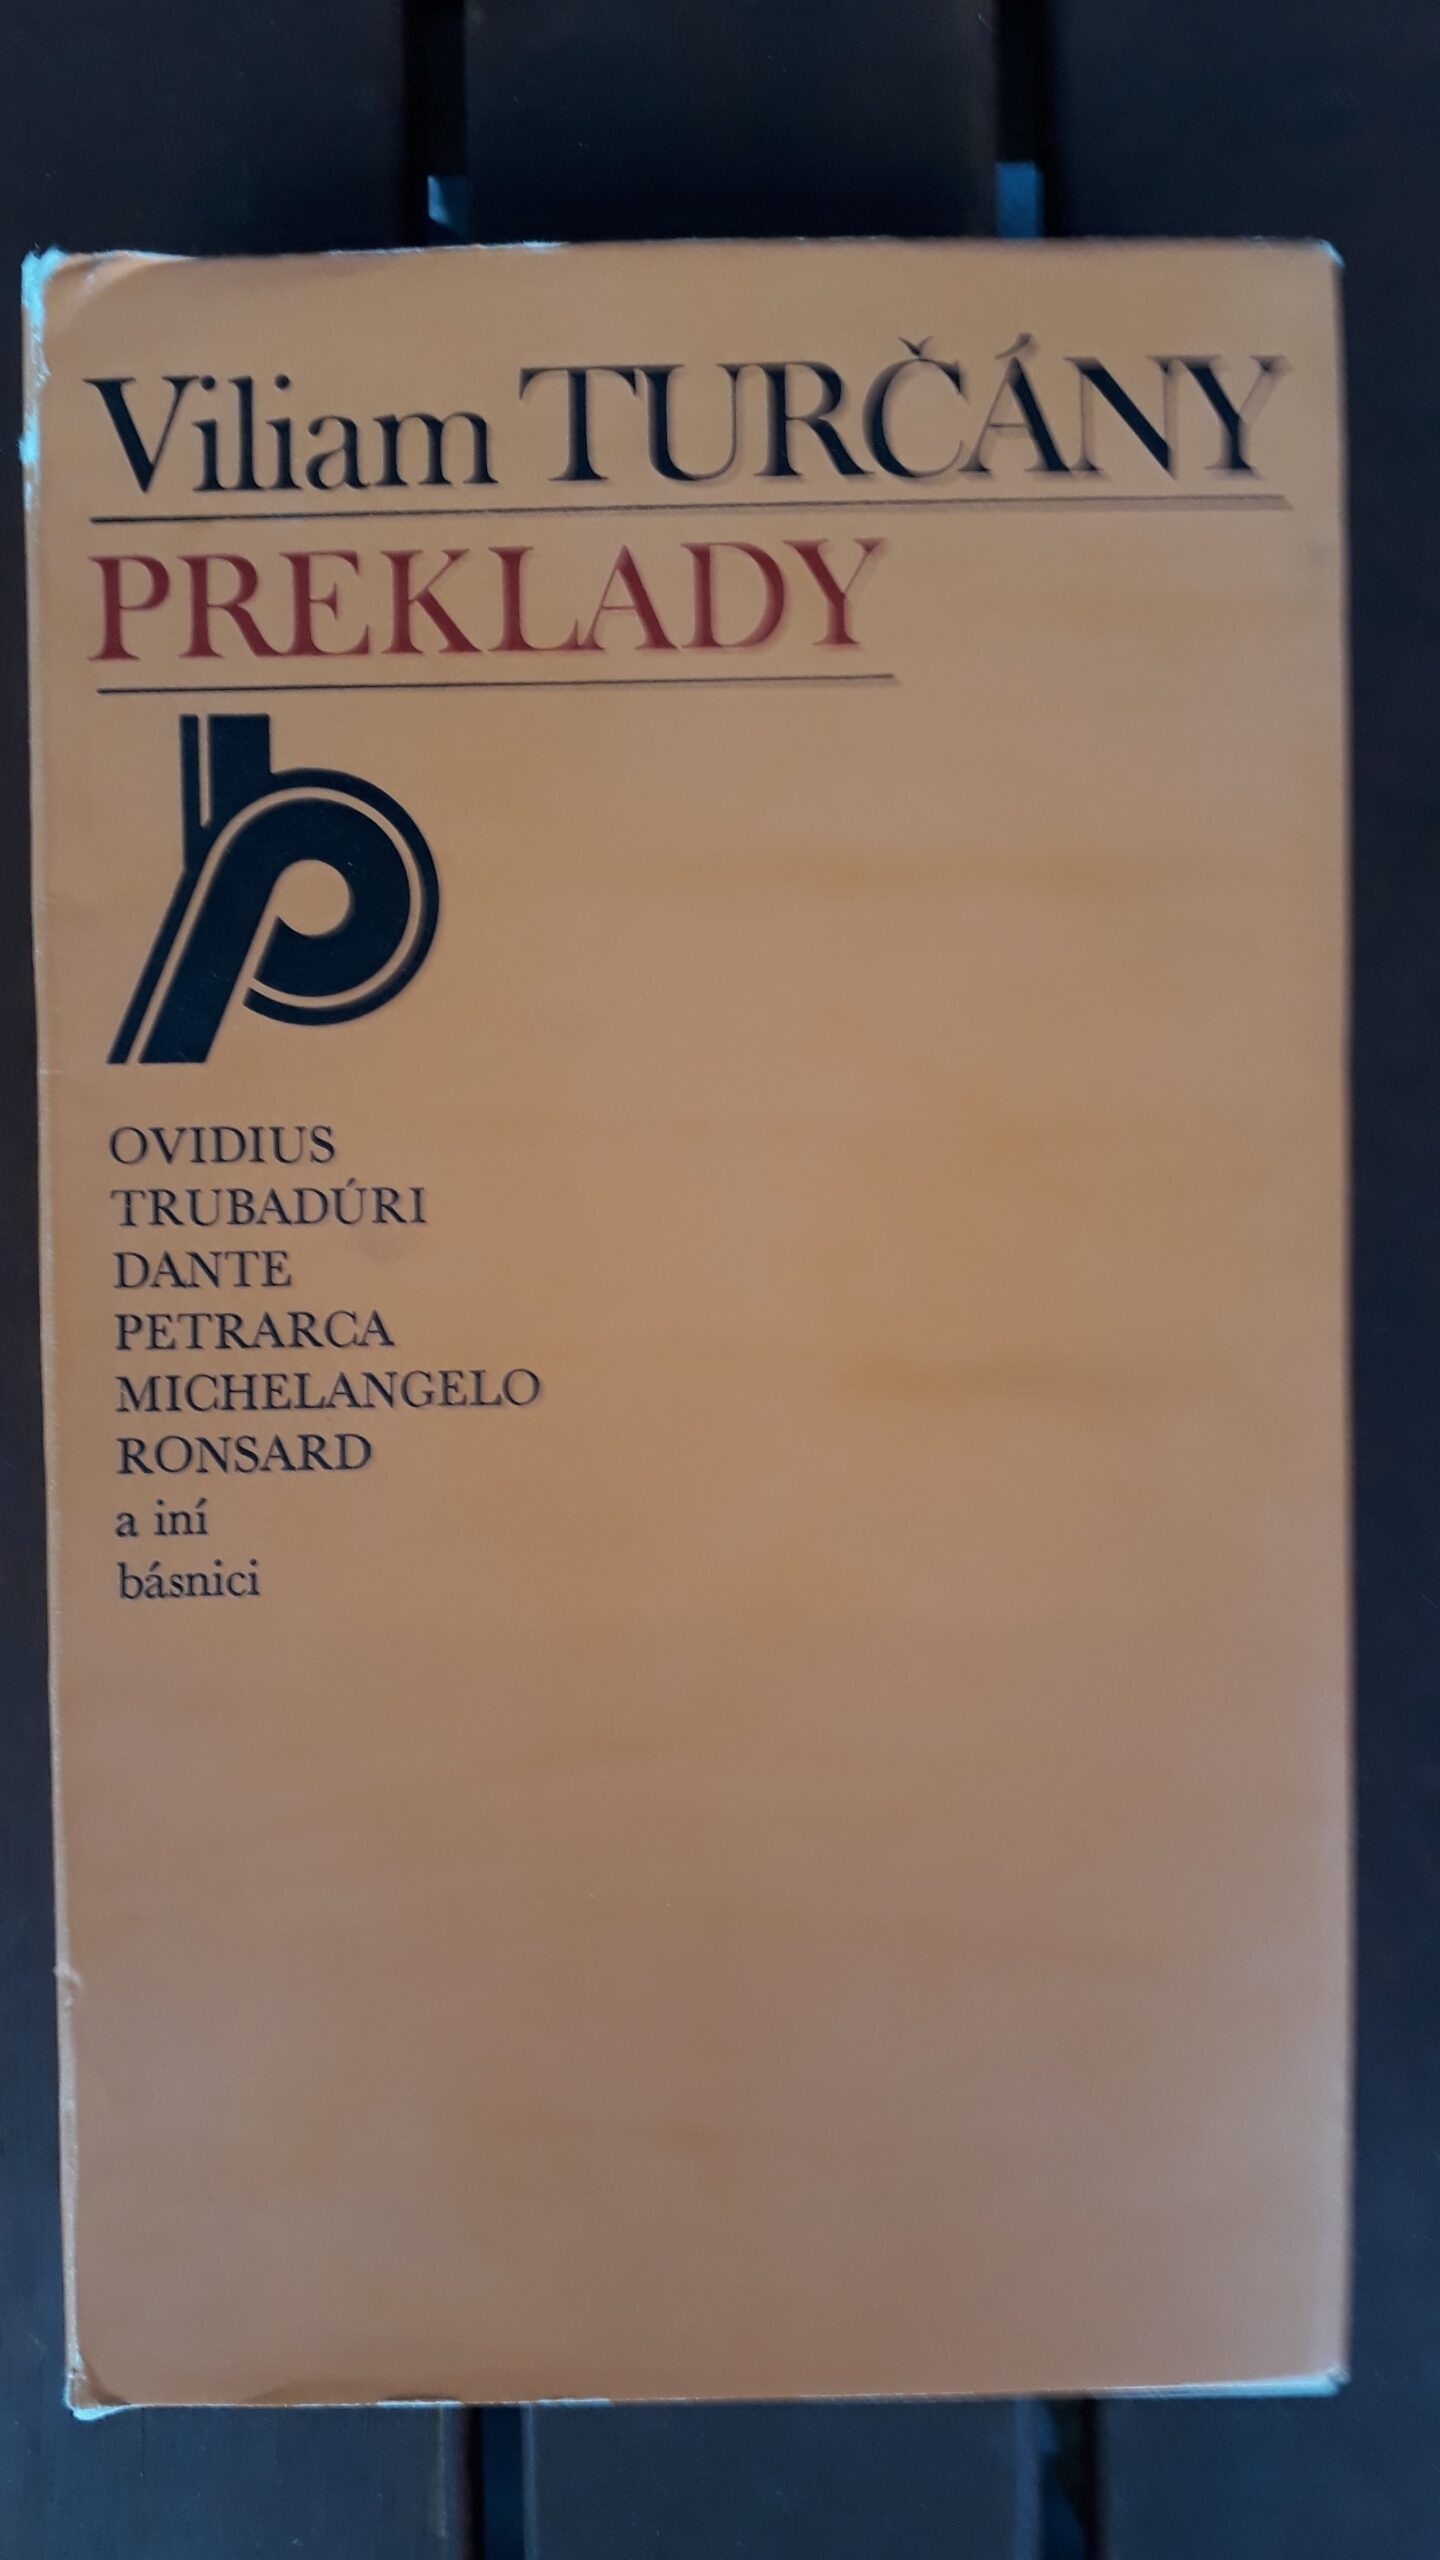 Viliam TURČÁNY
PREKLADY
OVIDIUS
TRUBADÚRI
DANTE
PETRARCA
MICHELANGELO
RONSARD
a iní
básnici